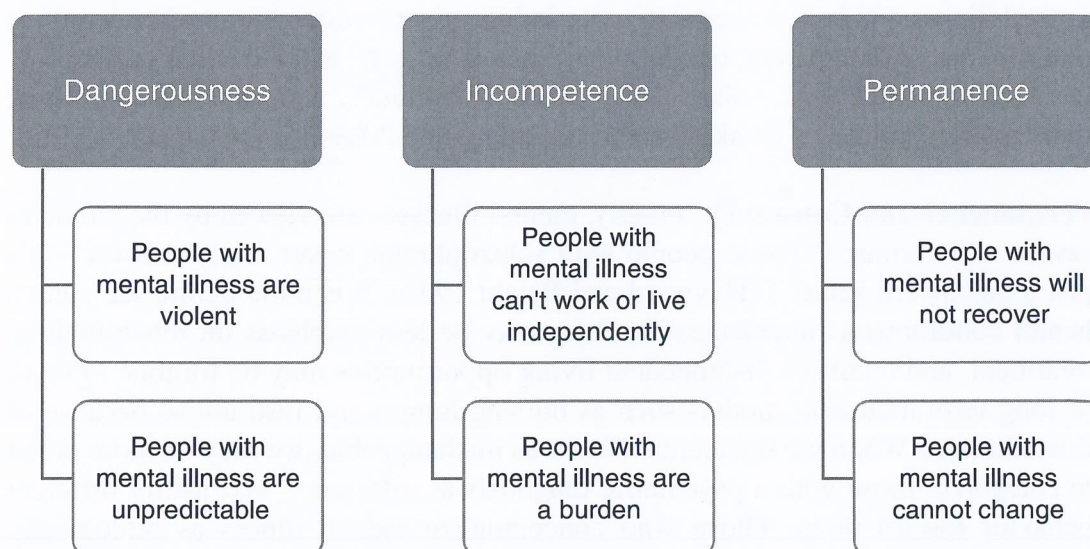 Dangerousness
People with
mental illness are
violent
People with
mental illness are
unpredictable
Incompetence
People with
mental illness
can't work or live
independently
People with
mental illness are
a burden
Permanence
People with
mental illness will
not recover
People with
mental illness
cannot change